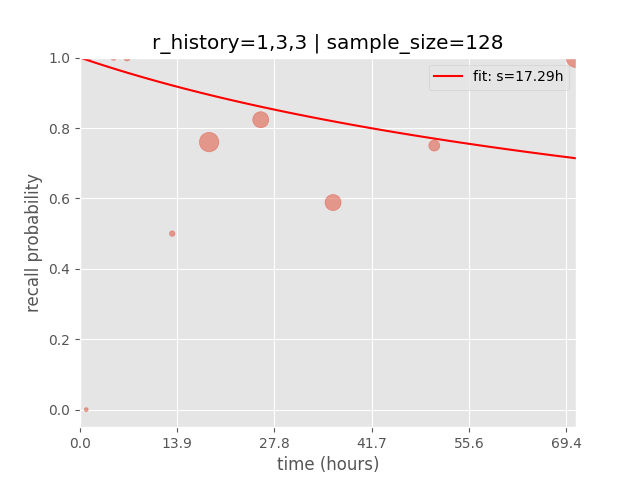 r_history=1,3,3 | sample_size=128
fit: s=17.29h
recall probability
1.0
0.8
0.6
0.4
0.2
0.0
0.0 13.9 27.8 41.7 55.6 69.4
time (hours)